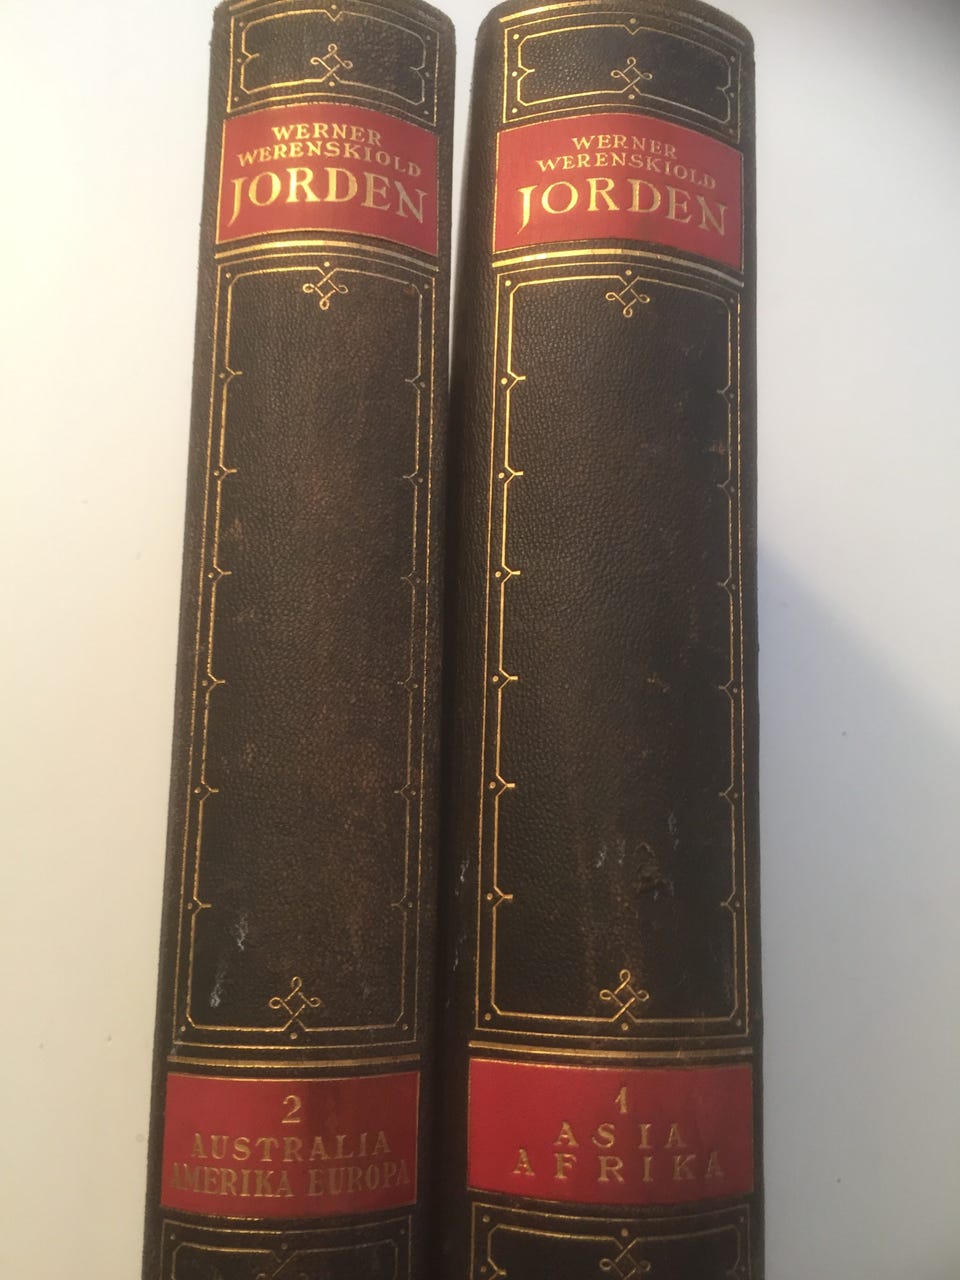 WERNER
WERENSKIOLD
JORDEN
2
AUSTRALIA
AMERIKA EUROPA
WERNER
WERENSKIOLD
JORDEN
1
ASIA
AFRIKA